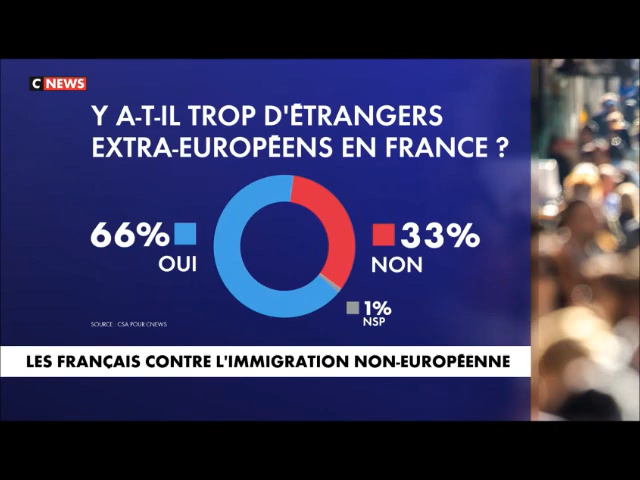 C NEWS
Y A-T-IL TROP D'ÉTRANGERS
EXTRA-EUROPÉENS EN FRANCE ?
66%
OUI
33%
NON
1%
NSP
SOURCE : CSA POUR CNEWS
LES FRANÇAIS CONTRE L'IMMIGRATION NON-EUROPÉENNE